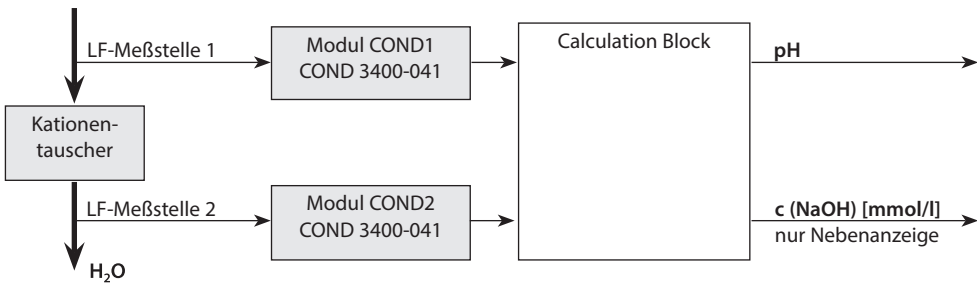 LF-Meßstelle 1
Modul COND1
COND 3400-041
Calculation Block
pH
Kationen-
tauscher
LF-Meßstelle 2
Modul COND2
COND 3400-041
c (NaOH) [mmol/l]
nur Nebenanzeige
H₂O